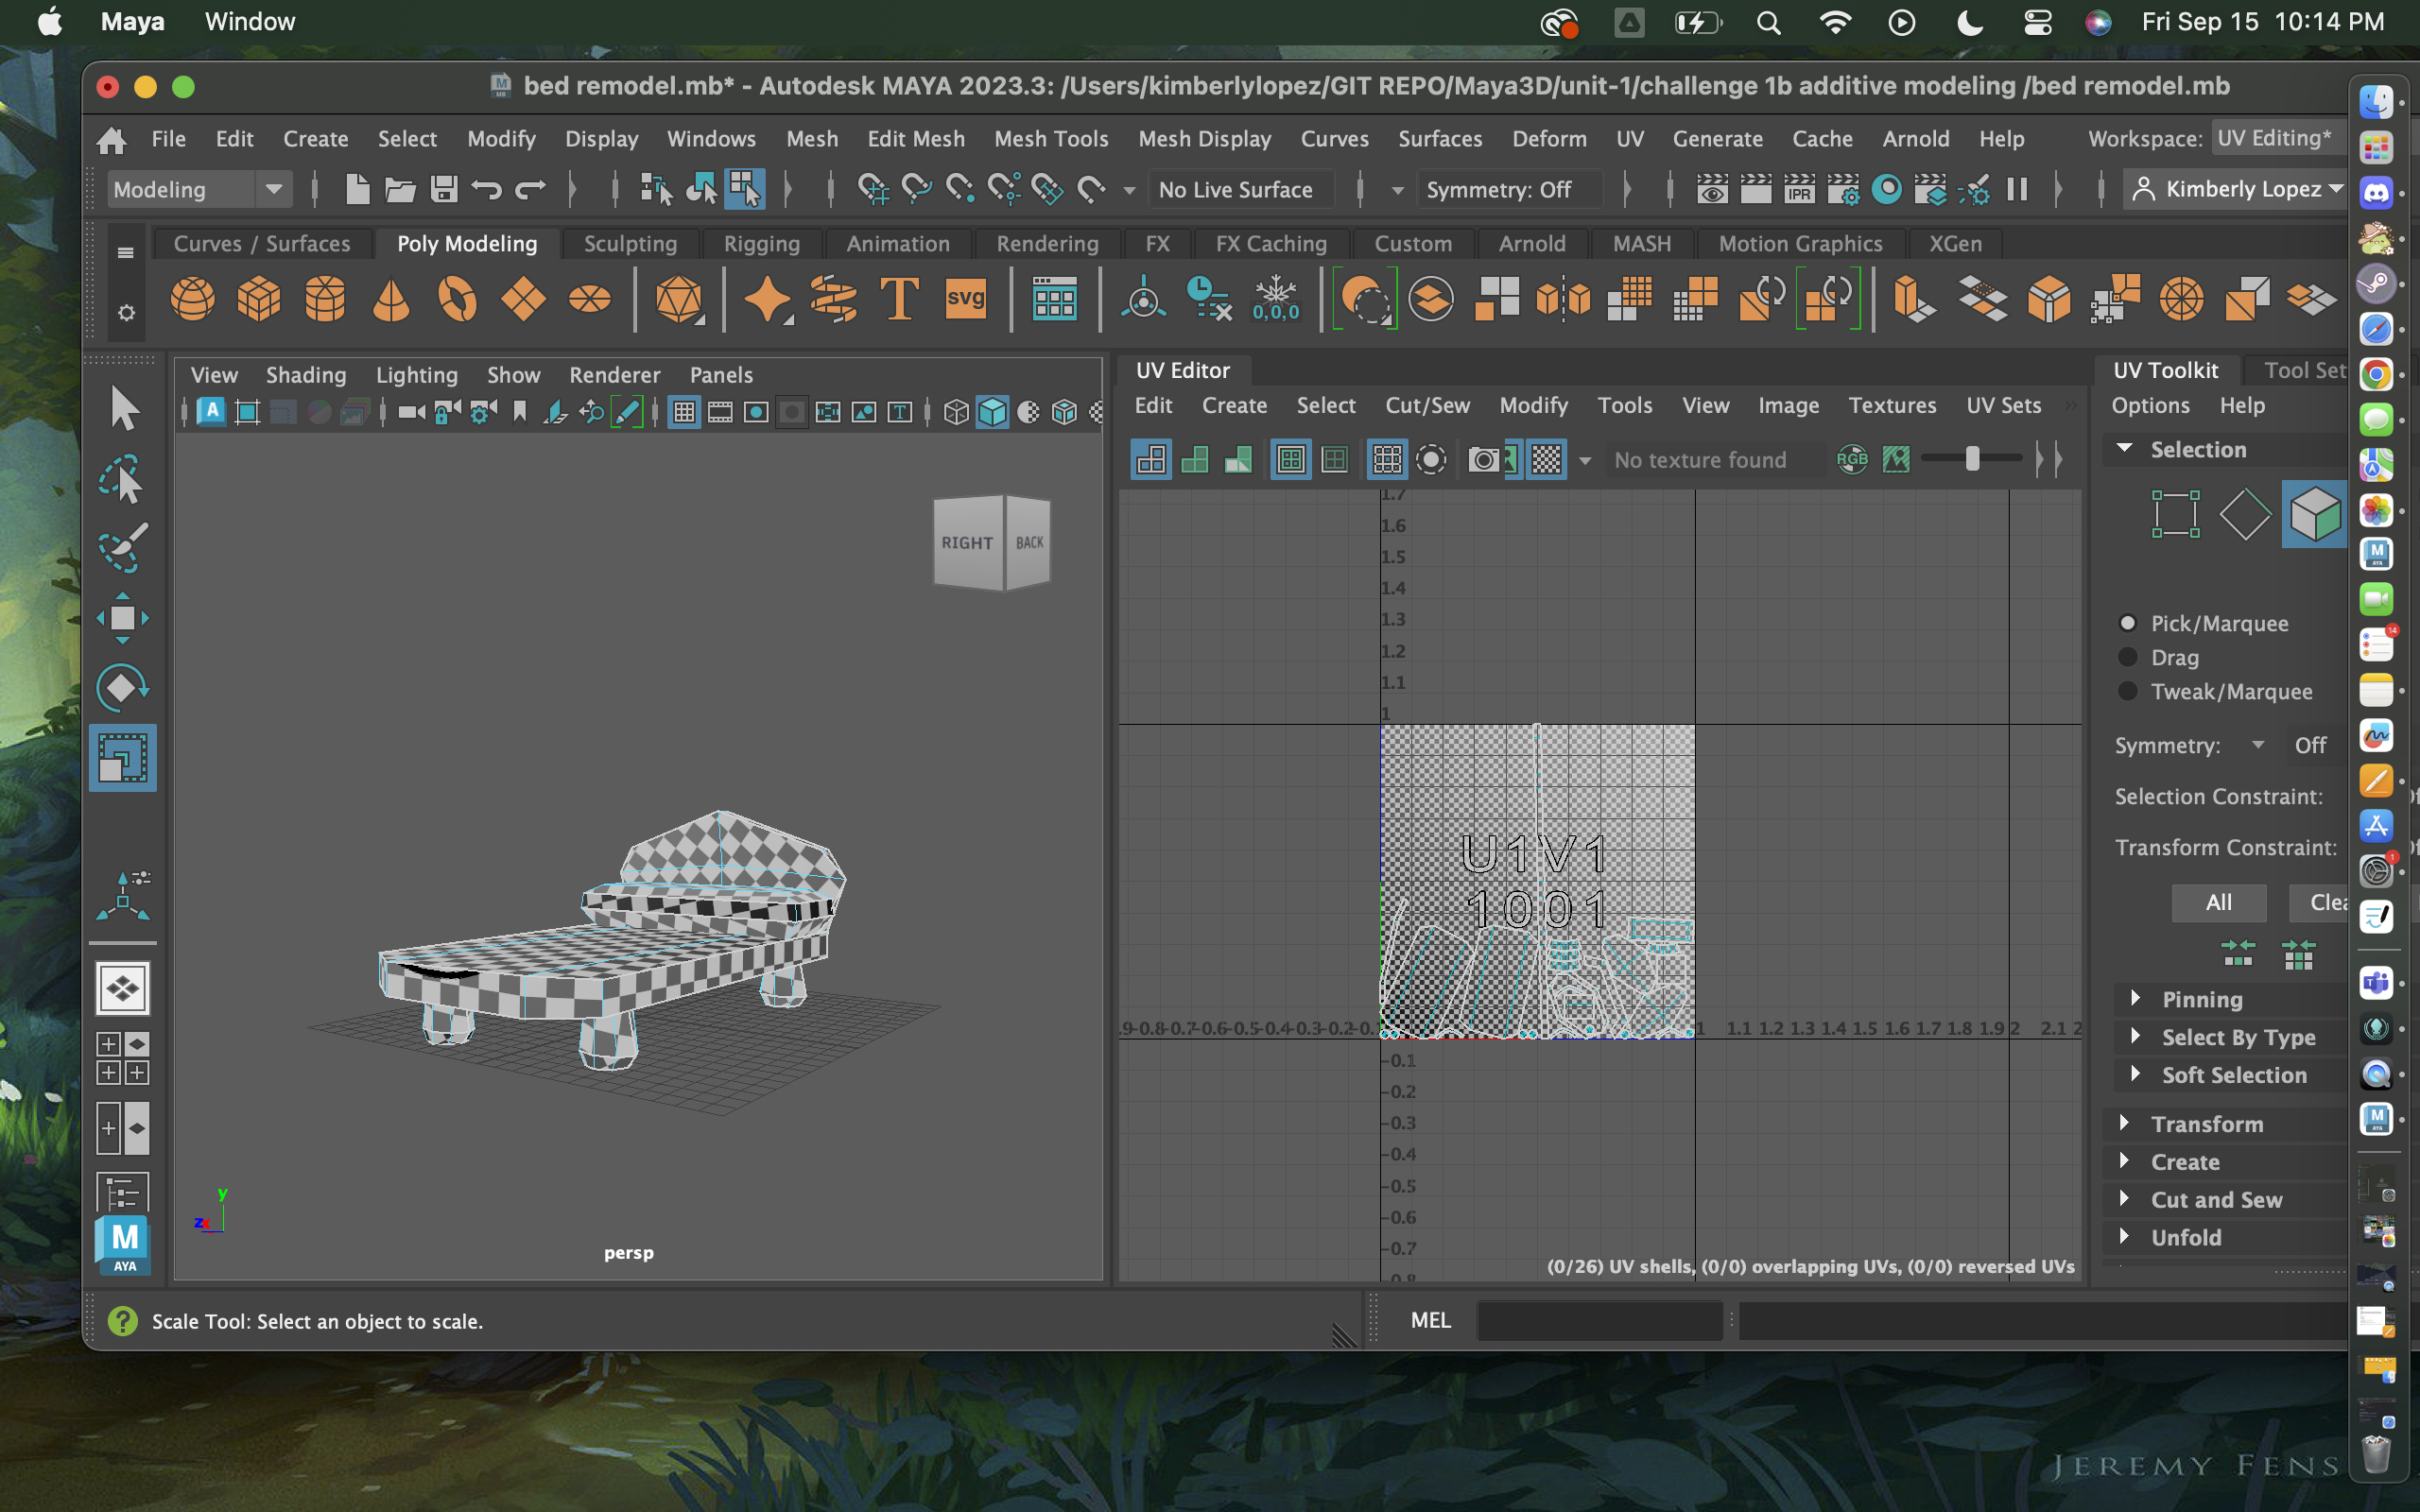 Maya Window Fri Sep 15 10:14 PM
bed remodel.mb* - Autodesk MAYA 2023.3: /Users/kimberlylopez/GIT REPO/Maya3D/unit-1/challenge 1b additive modeling /bed remodel.mb
File Edit Create Select Modify Display Windows Mesh Edit Mesh Mesh Tools Mesh Display Curves Surfaces Deform UV Generate Cache Arnold Help Workspace: UV Editing*
Modeling No Live Surface Symmetry: Off IPR Kimberly Lopez
Curves / Surfaces Poly Modeling Sculpting Rigging Animation Rendering FX FX Caching Custom Arnold MASH Motion Graphics XGen
T svg 0,0,0
View Shading Lighting Show Renderer Panels
UV Editor
UV Toolkit Tool Set
Edit Create Select Cut/Sew Modify Tools View Image Textures UV Sets
Options Help
No texture found RGB
Selection
RIGHT BACK
1.7
1.6
1.5
1.4
1.3
1.2
1.1
1
Pick/Marquee
Drag
Tweak/Marquee
Symmetry: Off
Selection Constraint:
Transform Constraint:
All Clea
U1V1
1001
.9-0.8-0.7-0.6-0.5-0.4-0.3-0.2-0.1 1 1.1 1.2 1.3 1.4 1.5 1.6 1.7 1.8 1.9 2 2.1 2
-0.1
-0.2
-0.3
-0.4
-0.5
-0.6
-0.7
-0.8
Pinning
Select By Type
Soft Selection
Transform
Create
Cut and Sew
Unfold
y
z x
persp
(0/26) UV shells, (0/0) overlapping UVs, (0/0) reversed UVs
M
AYA
Scale Tool: Select an object to scale.
MEL
14
1
JEREMY FENS